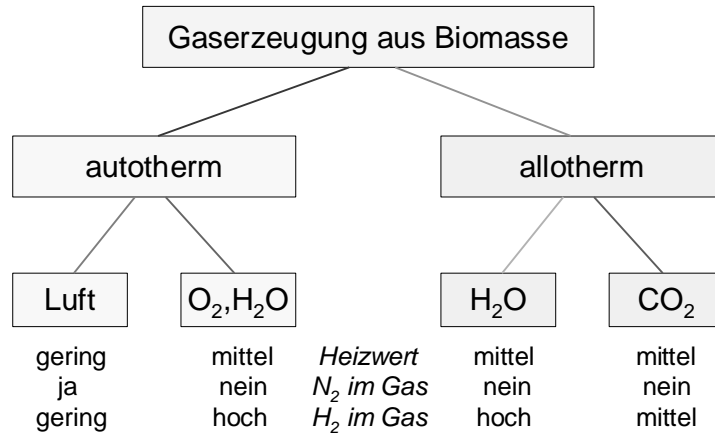 Gaserzeugung aus Biomasse
autotherm allotherm
Luft O₂,H₂O H₂O CO₂
gering mittel Heizwert mittel mittel
ja nein N₂ im Gas nein nein
gering hoch H₂ im Gas hoch mittel